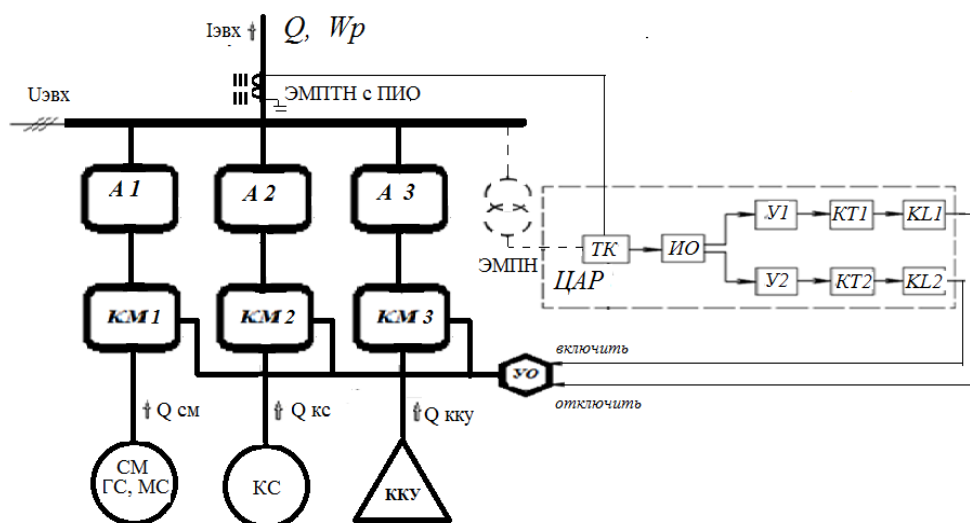 Iэвх
Q, Wp
Uэвх
ЭМПТН с ПИО
А 1
А 2
А 3
ЭМПН
ТК
ИО
У1
КТ1
KL1
У2
КТ2
KL2
ЦАР
КМ 1
КМ 2
КМ 3
включить
УО
отключить
Q см
Q кс
Q кку
СМ
ГС, МС
КС
ККУ